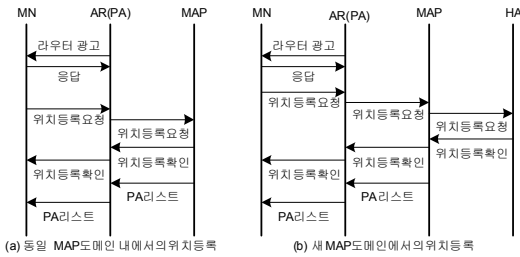 MN AR(PA) MAP
라우터 광고
응답
위치등록요청
위치등록요청
위치등록확인 위치등록확인
PA리스트
PA리스트
(a) 동일 MAP도메인 내에서의위치등록
MN AR(PA) MAP HA
라우터 광고
응답
위치등록요청
위치등록요청
위치등록요청
위치등록확인 위치등록확인 위치등록확인
PA리스트
PA리스트
(b) 새MAP도메인에서의위치등록